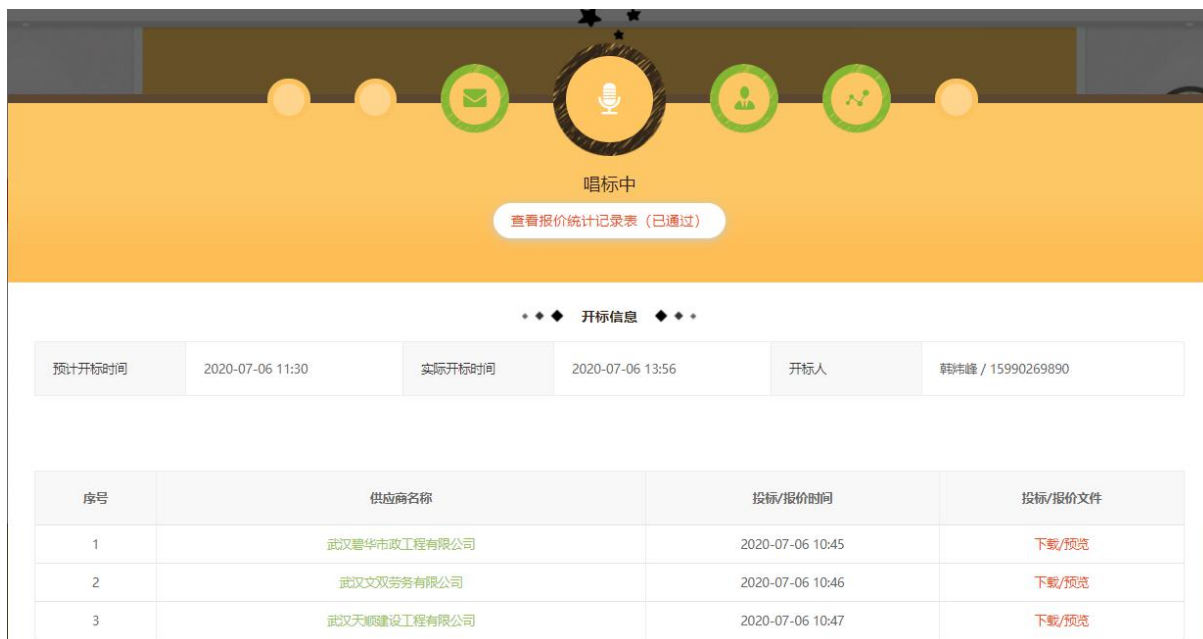 唱标中
查看报价统计记录表（已通过）
开标信息
预计开标时间 2020-07-06 11:30 实际开标时间 2020-07-06 13:56 开标人 韩炜峰 / 15990269890
序号 供应商名称 投标/报价时间 投标/报价文件
1 武汉碧华市政工程有限公司 2020-07-06 10:45 下载/预览
2 武汉文双劳务有限公司 2020-07-06 10:46 下载/预览
3 武汉天顺建设工程有限公司 2020-07-06 10:47 下载/预览